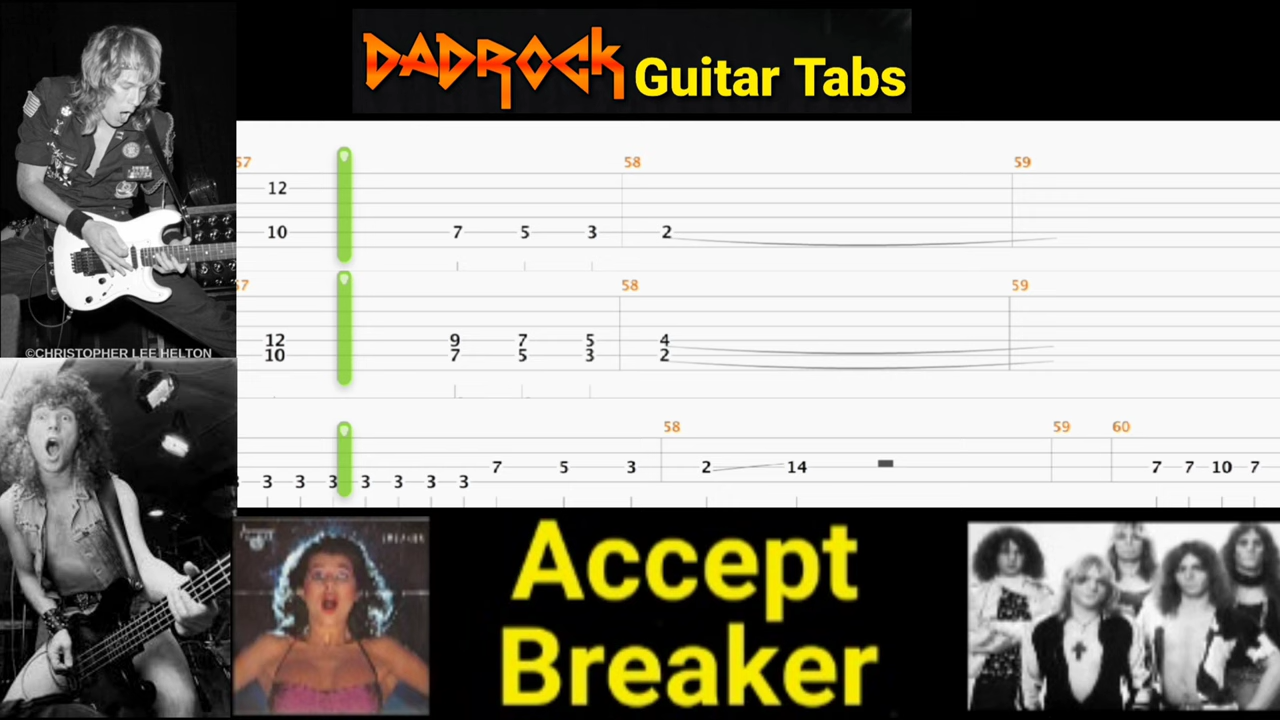 DADROCK Guitar Tabs
57 58 59
12
10 7 5 3 2
57 58 59
12 9 7 5 4
10 7 5 3 2
58 59 60
7 5 3 2 14 7 7 10 7
3 3 3 3 3 3 3
©CHRISTOPHER LEE HELTON
Accept
Breaker